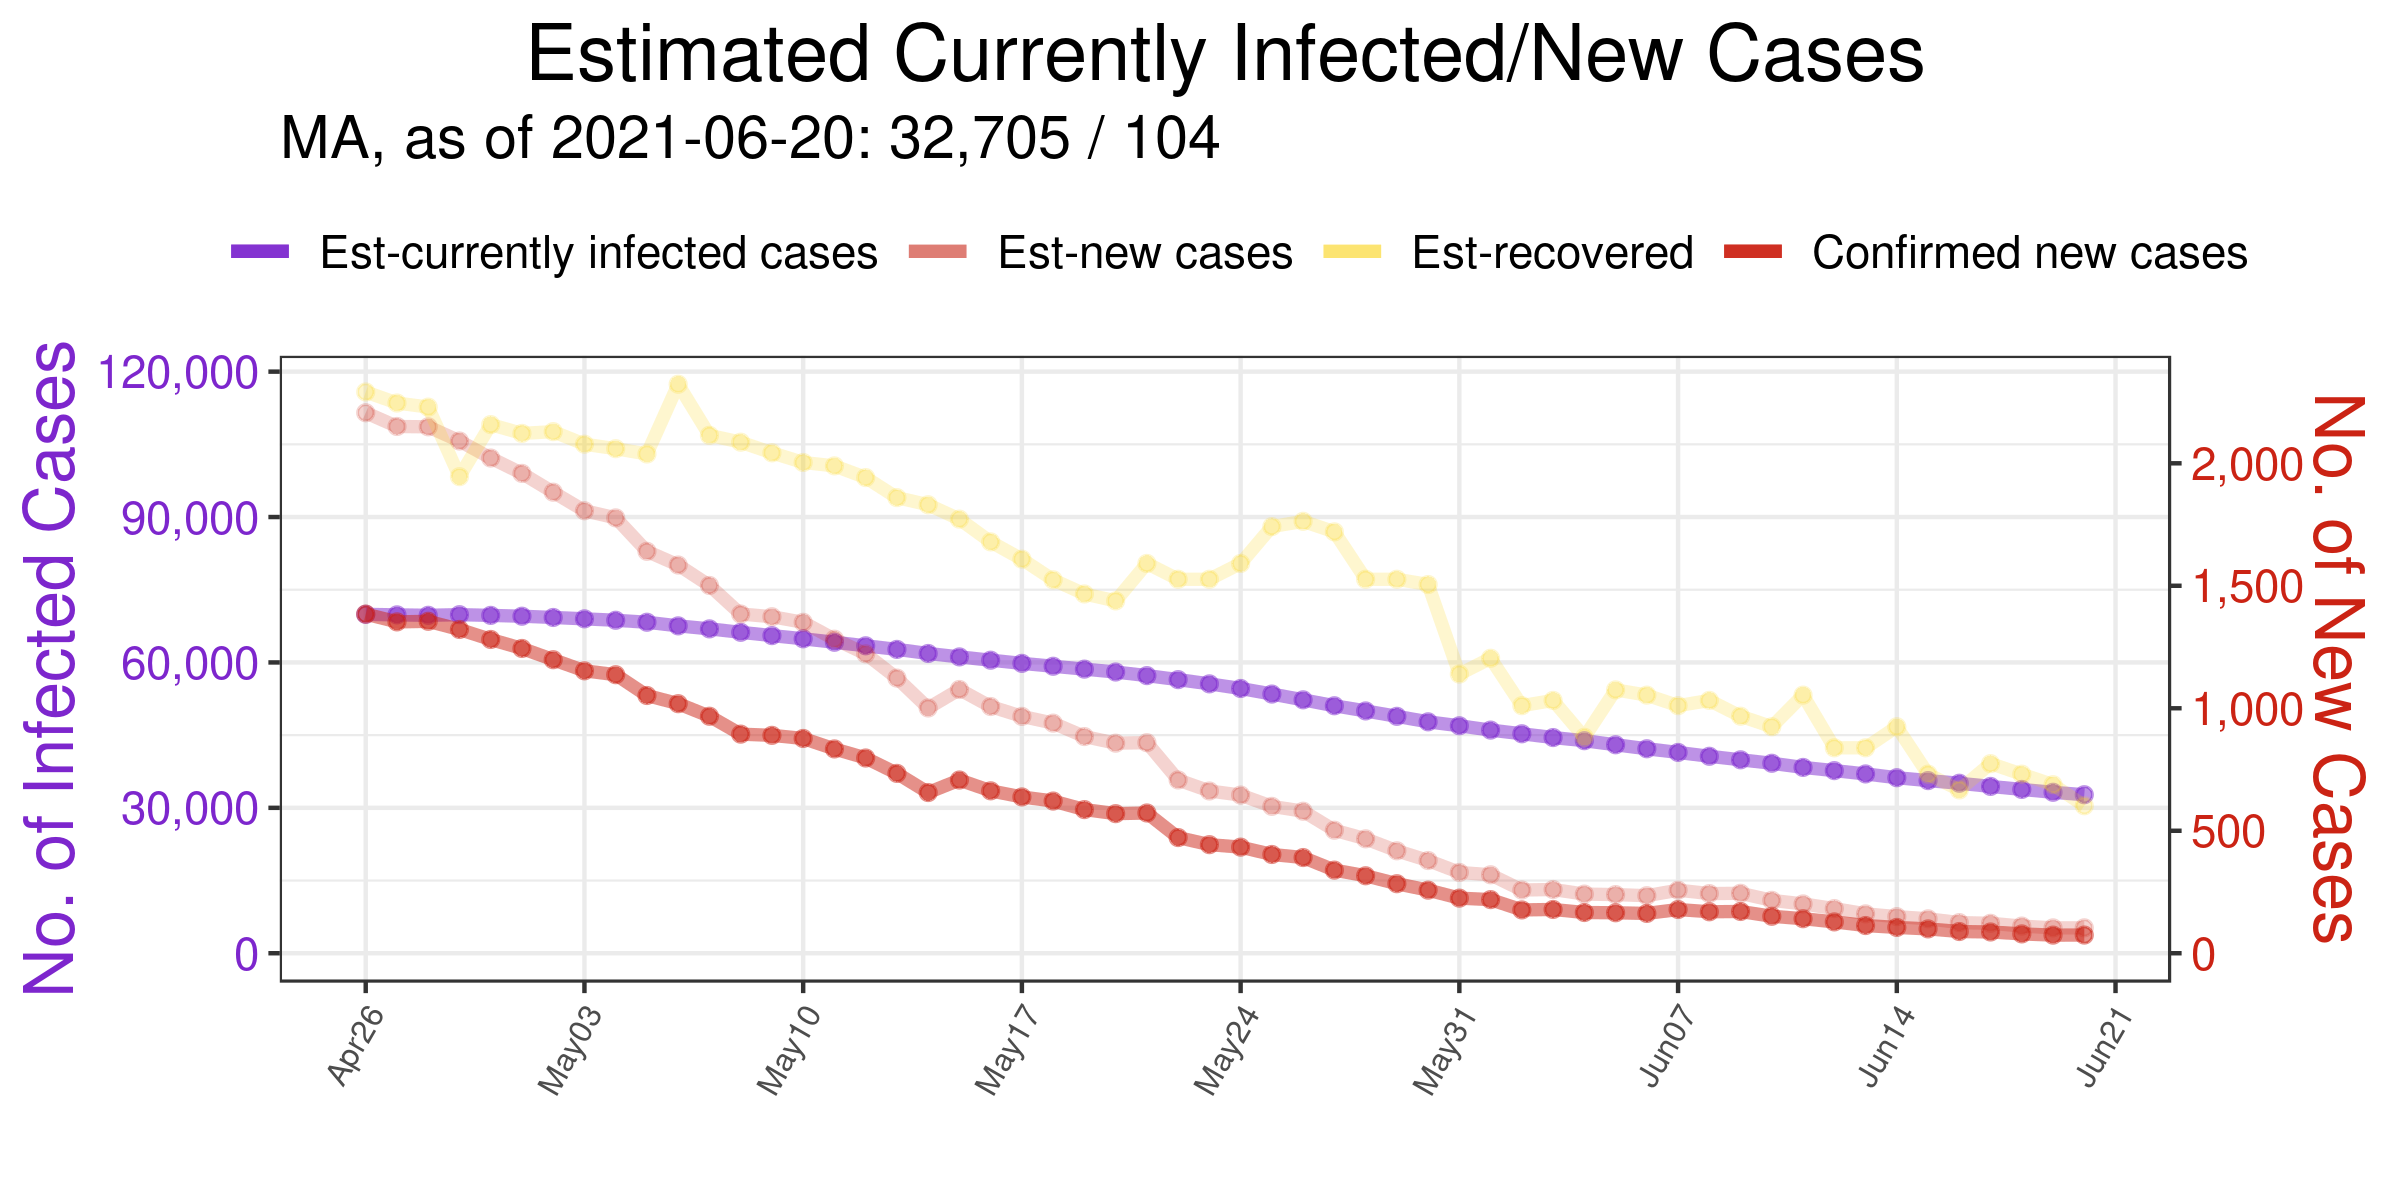 Estimated Currently Infected/New Cases
MA, as of 2021-06-20: 32,705 / 104
Est-currently infected cases Est-new cases Est-recovered Confirmed new cases
No. of Infected Cases
120,000
90,000
60,000
30,000
0
2,000
1,500
1,000
500
0
No. of New Cases
Apr26 May03 May10 May17 May24 May31 Jun07 Jun14 Jun21